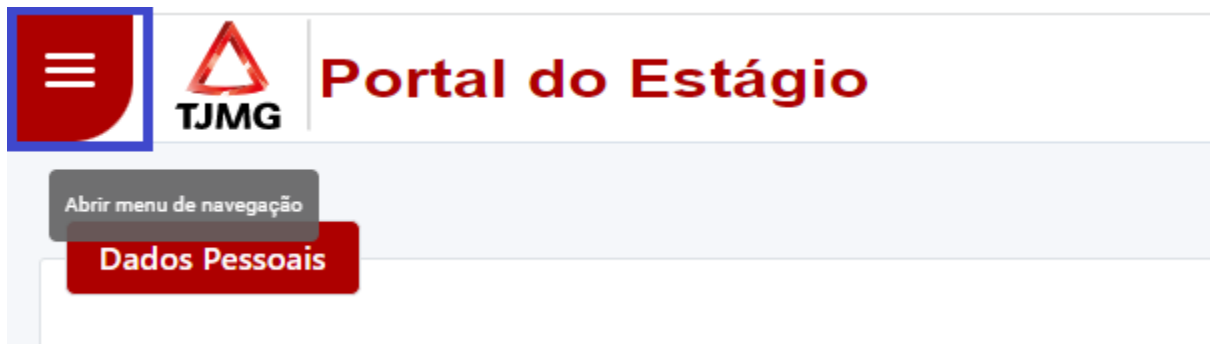 Portal do Estágio
TJMG
Abrir menu de navegação
Dados Pessoais